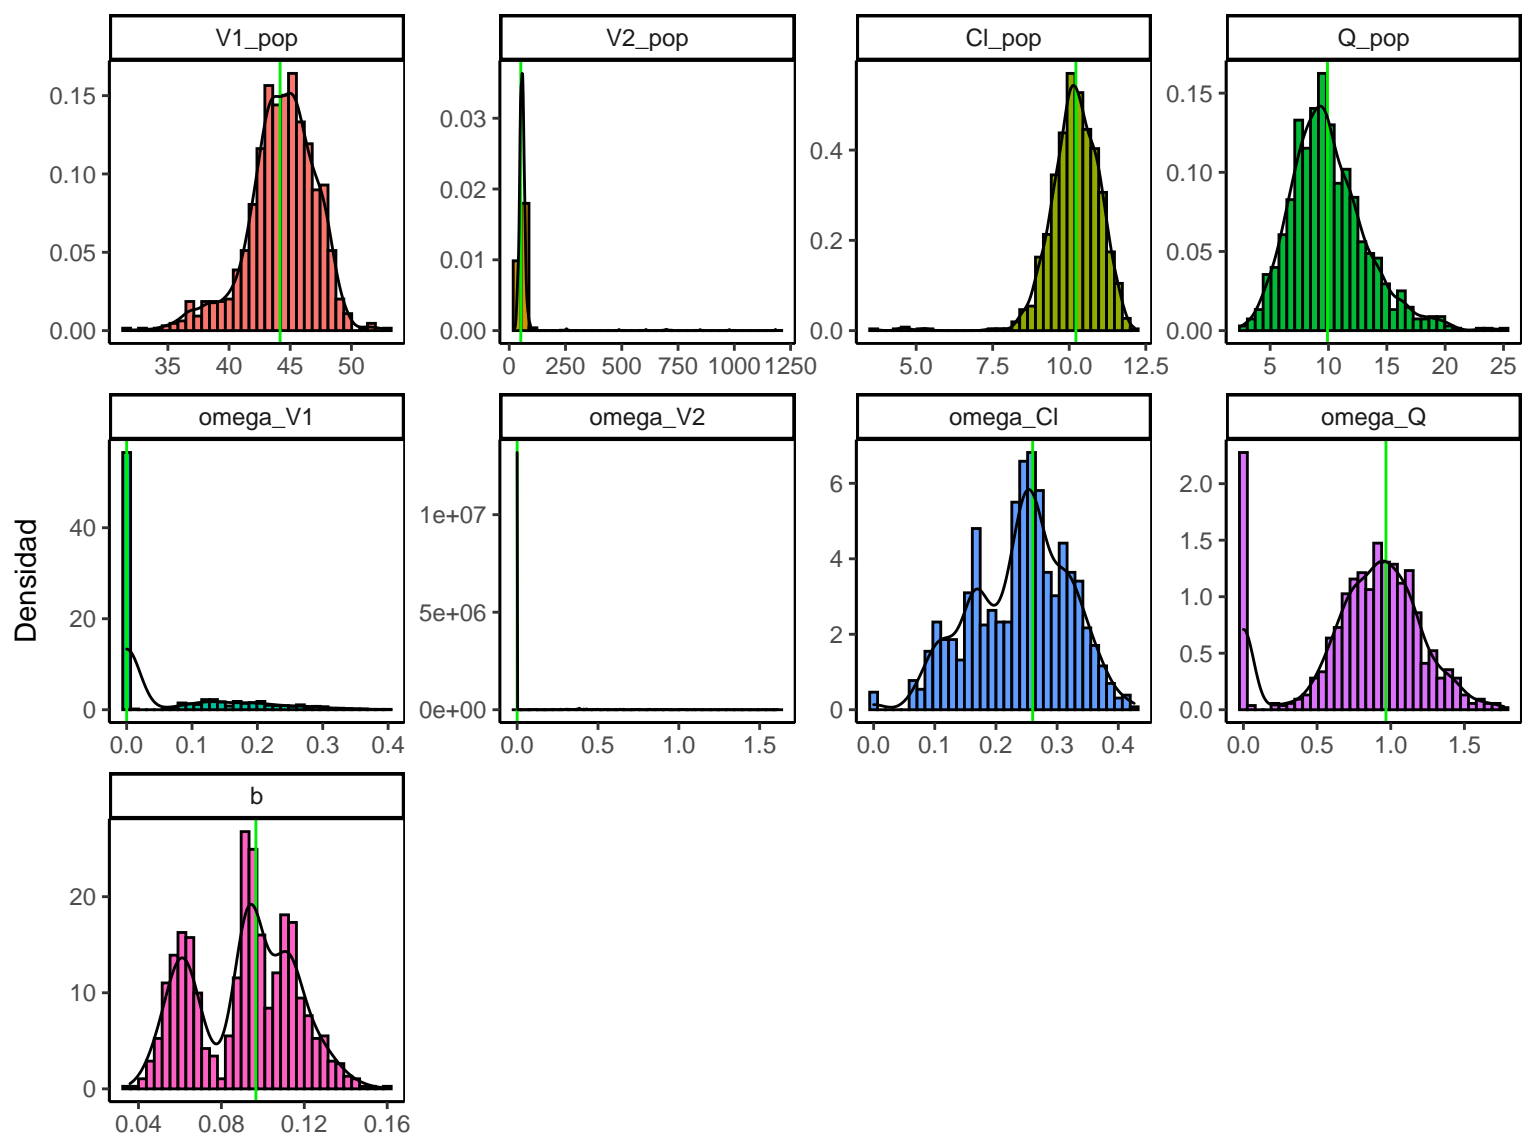 V1_pop
V2_pop
Cl_pop
Q_pop
0.15
0.10
0.05
0.00
35 40 45 50
0.03
0.02
0.01
0.00
0 250 500 750 1000 1250
0.4
0.2
0.0
5.0 7.5 10.0 12.5
0.15
0.10
0.05
0.00
5 10 15 20 25
omega_V1
omega_V2
omega_Cl
omega_Q
Densidad
40
20
0
0.0 0.1 0.2 0.3 0.4
1e+07
5e+06
0e+00
0.0 0.5 1.0 1.5
6
4
2
0
0.0 0.1 0.2 0.3 0.4
2.0
1.5
1.0
0.5
0.0
0.0 0.5 1.0 1.5
b
20
10
0
0.04 0.08 0.12 0.16